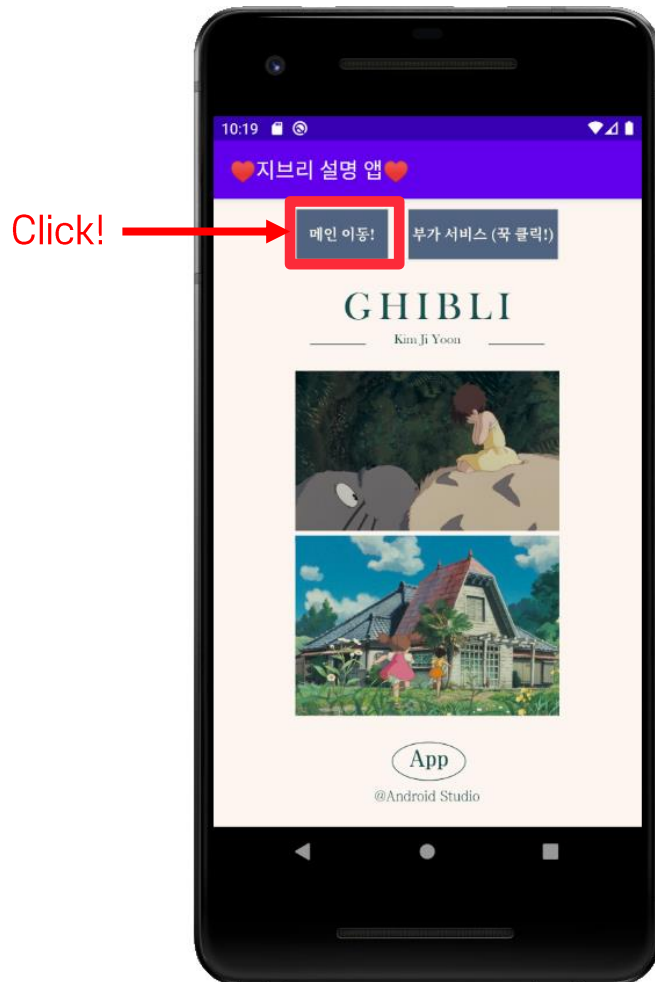 10:19
❤️지브리 설명 앱❤️
Click!
메인 이동!
부가 서비스 (꾹 클릭!)
GHIBLI
Kim Ji Yoon
App
@Android Studio